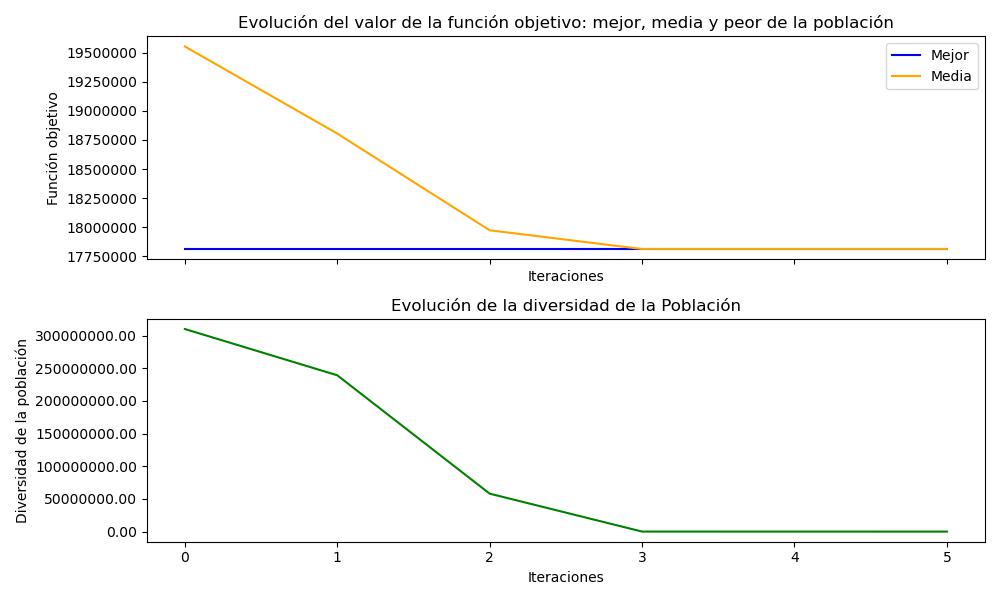 Evolución del valor de la función objetivo: mejor, media y peor de la población
Función objetivo
19500000
19250000
19000000
18750000
18500000
18250000
18000000
17750000
Mejor
Media
Iteraciones
Evolución de la diversidad de la Población
Diversidad de la población
300000000.00
250000000.00
200000000.00
150000000.00
100000000.00
50000000.00
0.00
0 1 2 3 4 5
Iteraciones